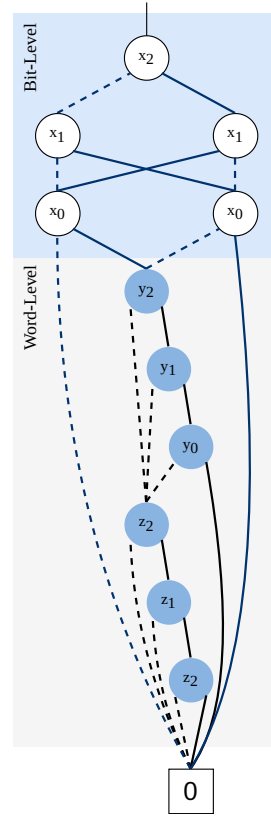 Bit-Level
x₂
x₁ x₁
x₀ x₀
Word-Level
y₂
y₁
y₀
z₂
z₁
z₂
0